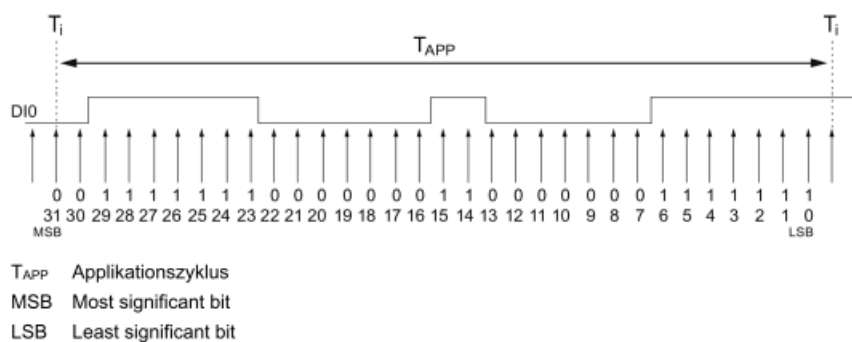 Ti Ti
TAPP
DI0
0 0 1 1 1 1 1 1 1 0 0 0 0 0 0 0 1 1 0 0 0 0 0 0 0 1 1 1 1 1 1 1
31 30 29 28 27 26 25 24 23 22 21 20 19 18 17 16 15 14 13 12 11 10 9 8 7 6 5 4 3 2 1 0
MSB LSB
TAPP Applikationszyklus
MSB Most significant bit
LSB Least significant bit